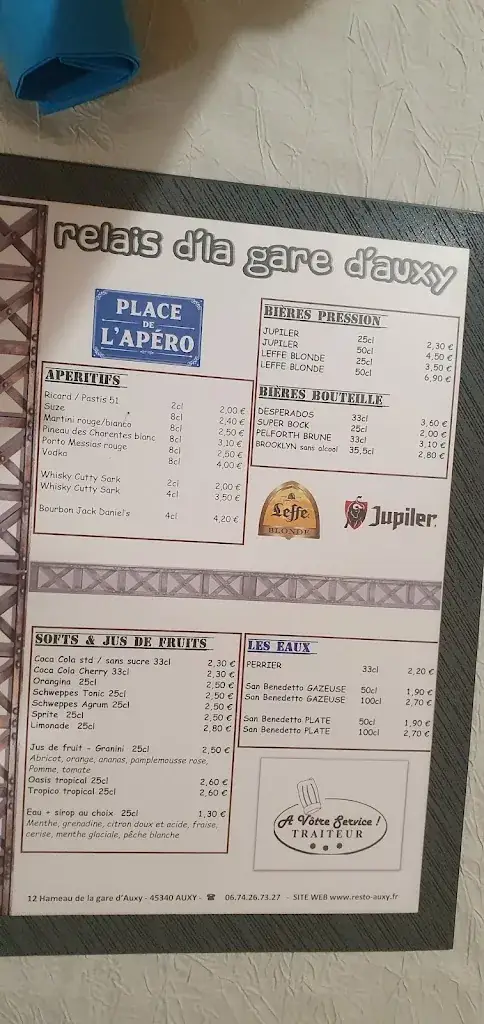 relais d'la gare d'auxy
PLACE
DE
L'APÉRO
APERITIFS
Ricard / Pastis 51 2cl 2,00 €
Suze 8cl 2,40 €
Martini rouge/bianco 8cl 2,50 €
Pineau des Charentes blanc 8cl 3,10 €
Porto Messias rouge 8cl 2,50 €
Vodka 8cl 4,00 €
Whisky Cutty Sark 2cl 2,00 €
Whisky Cutty Sark 4cl 3,50 €
Bourbon Jack Daniel's 4cl 4,20 €
BIÈRES PRESSION
JUPILER 25cl 2,30 €
JUPILER 50cl 4,50 €
LEFFE BLONDE 25cl 3,50 €
LEFFE BLONDE 50cl 6,90 €
BIÈRES BOUTEILLE
DESPERADOS 33cl 3,60 €
SUPER BOCK 25cl 2,00 €
PELFORTH BRUNE 33cl 3,10 €
BROOKLYN sans alcool 35,5cl 2,80 €
Leffe
BLONDE
Jupiler
SOFTS & JUS DE FRUITS
Coca Cola std / sans sucre 33cl 2,30 €
Coca Cola Cherry 33cl 2,30 €
Orangina 25cl 2,50 €
Schweppes Tonic 25cl 2,50 €
Schweppes Agrum 25cl 2,50 €
Sprite 25cl 2,50 €
Limonade 25cl 2,80 €
Jus de fruit - Granini 25cl 2,50 €
Abricot, orange, ananas, pamplemousse rose,
Pomme, tomate
Oasis tropical 25cl 2,60 €
Tropico tropical 25cl 2,60 €
Eau + sirop au choix 25cl 1,30 €
Menthe, grenadine, citron doux et acide, fraise,
cerise, menthe glaciale, pêche blanche
LES EAUX
PERRIER 33cl 2,20 €
San Benedetto GAZEUSE 50cl 1,90 €
San Benedetto GAZEUSE 100cl 2,70 €
San Benedetto PLATE 50cl 1,90 €
San Benedetto PLATE 100cl 2,70 €
A Vôtre Service !
TRAITEUR
12 Hameau de la gare d'Auxy - 45340 AUXY - ☎ 06.74.26.73.27 - SITE WEB www.resto-auxy.fr